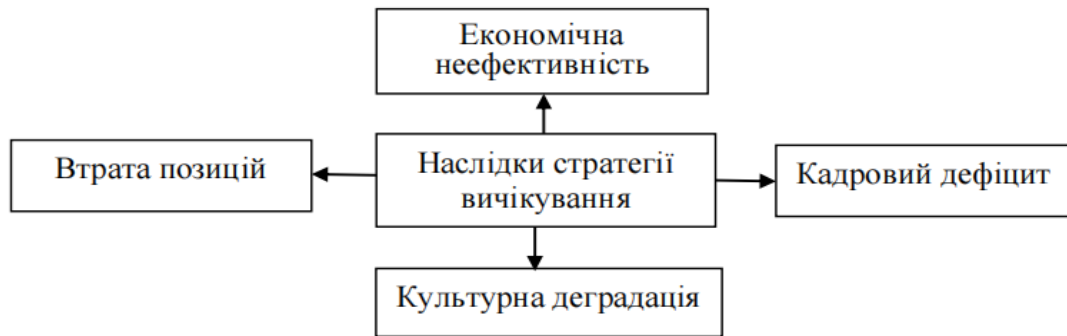 Економічна
неефективність
Втрата позицій
Наслідки стратегії
вичікування
Кадровий дефіцит
Культурна деградація